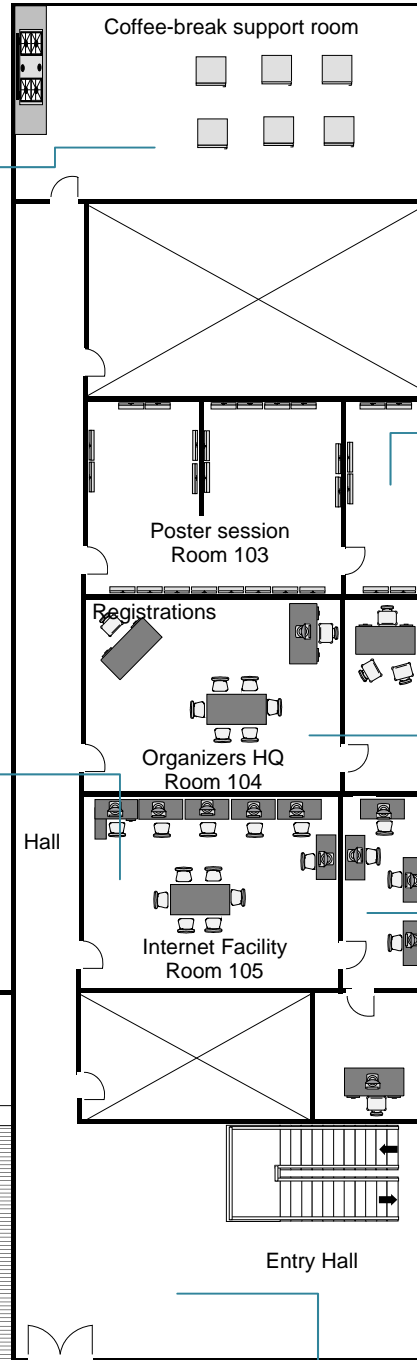 Coffee-break support room
Poster session
Room 103
Registrations
Organizers HQ
Room 104
Hall
Internet Facility
Room 105
Entry Hall